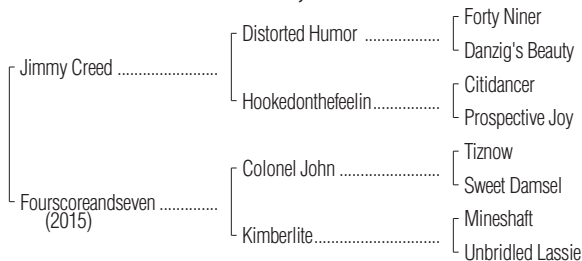 Forty Niner
Distorted Humor ..................
Danzig's Beauty
Jimmy Creed ........................
Citidancer
Hookedonthefeelin................
Prospective Joy
Tiznow
Colonel John ........................
Sweet Damsel
Fourscoreandseven ..............
(2015)
Mineshaft
Kimberlite..............................
Unbridled Lassie